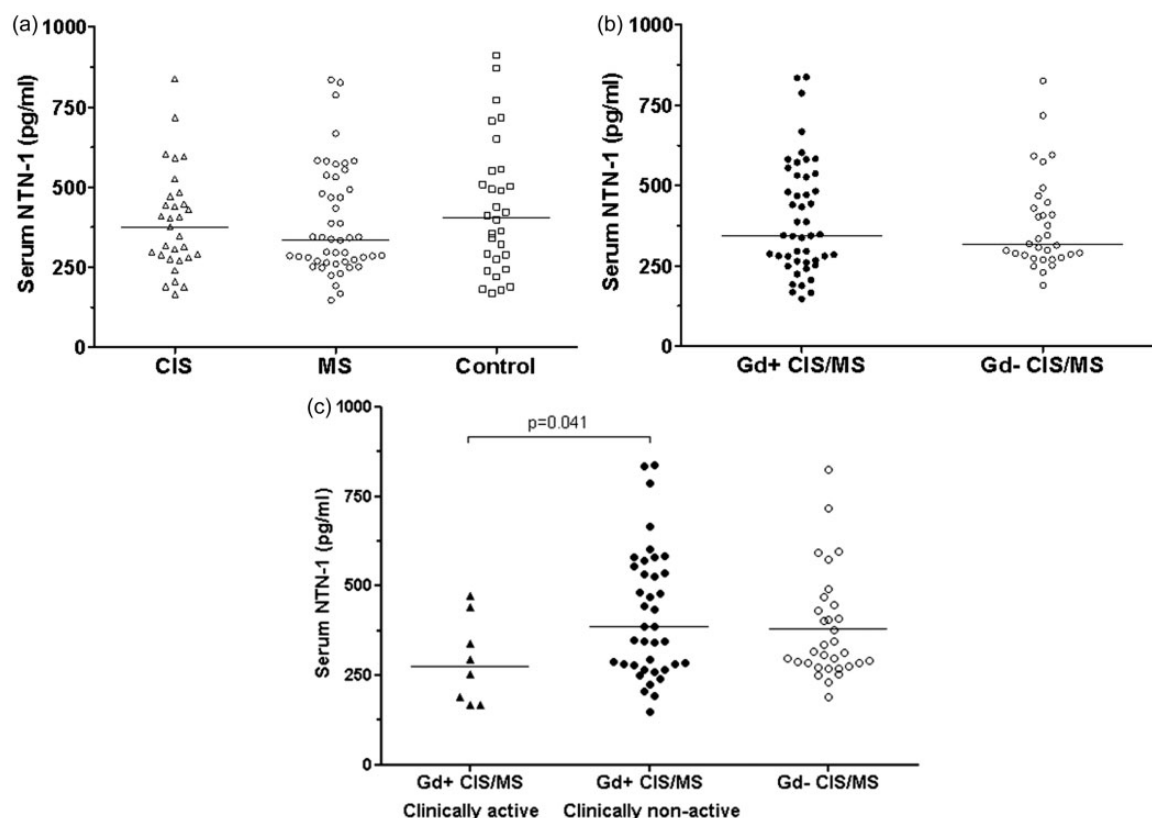 (a)
1000
750
500
250
0
Serum NTN-1 (pg/ml)
CIS MS Control
(b)
1000
750
500
250
0
Serum NTN-1 (pg/ml)
Gd+ CIS/MS Gd- CIS/MS
(c)
1000
750
500
250
0
Serum NTN-1 (pg/ml)
p=0.041
Gd+ CIS/MS Gd+ CIS/MS Gd- CIS/MS
Clinically active Clinically non-active